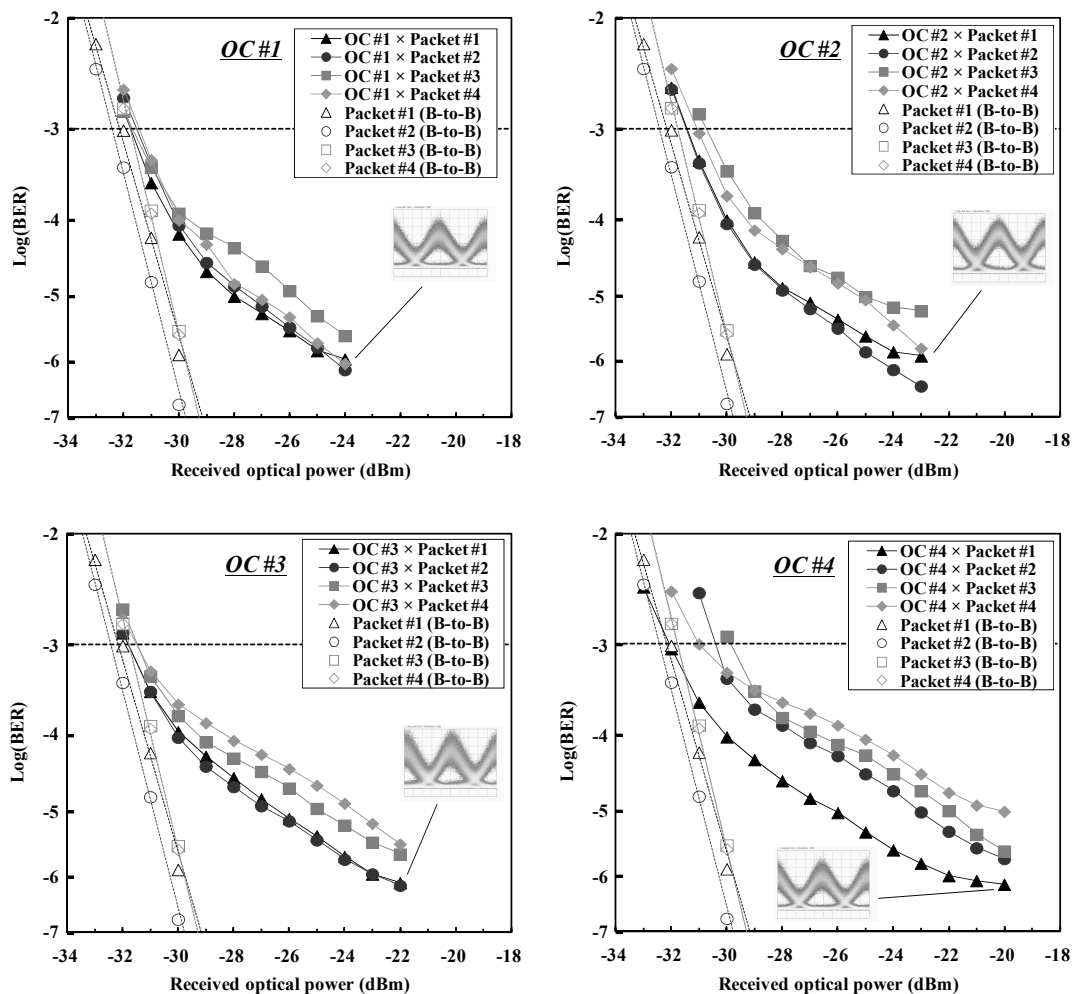 OC #1
OC #1 × Packet #1
OC #1 × Packet #2
OC #1 × Packet #3
OC #1 × Packet #4
Packet #1 (B-to-B)
Packet #2 (B-to-B)
Packet #3 (B-to-B)
Packet #4 (B-to-B)
Log(BER)
-2
-3
-4
-5
-6
-7
-34 -32 -30 -28 -26 -24 -22 -20 -18
Received optical power (dBm)
OC #2
OC #2 × Packet #1
OC #2 × Packet #2
OC #2 × Packet #3
OC #2 × Packet #4
Packet #1 (B-to-B)
Packet #2 (B-to-B)
Packet #3 (B-to-B)
Packet #4 (B-to-B)
Log(BER)
-2
-3
-4
-5
-6
-7
-34 -32 -30 -28 -26 -24 -22 -20 -18
Received optical power (dBm)
OC #3
OC #3 × Packet #1
OC #3 × Packet #2
OC #3 × Packet #3
OC #3 × Packet #4
Packet #1 (B-to-B)
Packet #2 (B-to-B)
Packet #3 (B-to-B)
Packet #4 (B-to-B)
Log(BER)
-2
-3
-4
-5
-6
-7
-34 -32 -30 -28 -26 -24 -22 -20 -18
Received optical power (dBm)
OC #4
OC #4 × Packet #1
OC #4 × Packet #2
OC #4 × Packet #3
OC #4 × Packet #4
Packet #1 (B-to-B)
Packet #2 (B-to-B)
Packet #3 (B-to-B)
Packet #4 (B-to-B)
Log(BER)
-2
-3
-4
-5
-6
-7
-34 -32 -30 -28 -26 -24 -22 -20 -18
Received optical power (dBm)